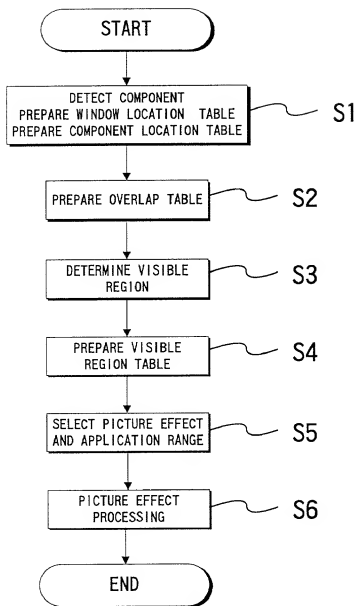 START
DETECT COMPONENT
PREPARE WINDOW LOCATION TABLE
PREPARE COMPONENT LOCATION TABLE
S1
PREPARE OVERLAP TABLE
S2
DETERMINE VISIBLE
REGION
S3
PREPARE VISIBLE
REGION TABLE
S4
SELECT PICTURE EFFECT
AND APPLICATION RANGE
S5
PICTURE EFFECT
PROCESSING
S6
END